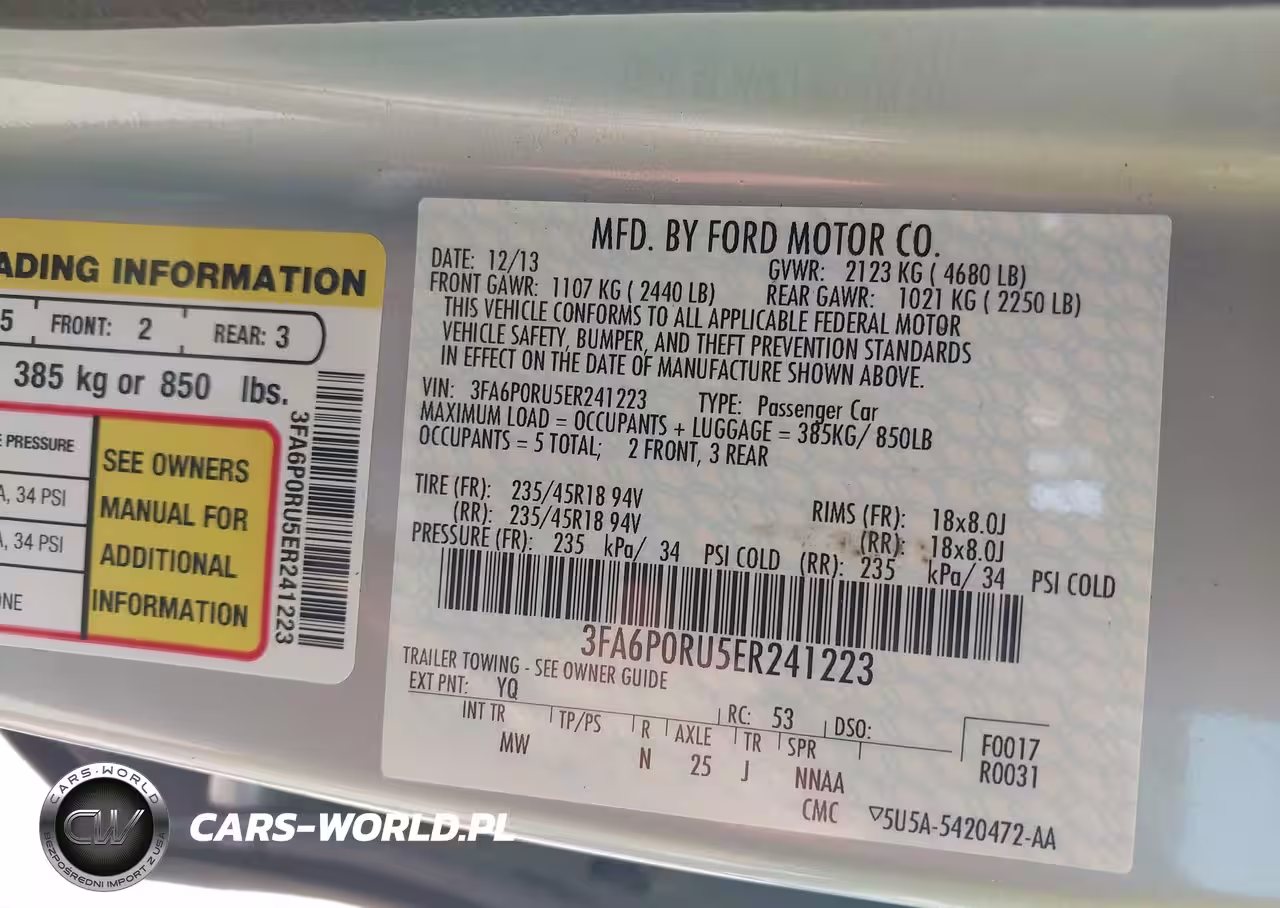 ADING INFORMATION
5 FRONT: 2 REAR: 3
385 kg or 850 lbs.
PRESSURE
, 34 PSI
, 34 PSI
ONE
SEE OWNERS
MANUAL FOR
ADDITIONAL
INFORMATION
3FA6P0RU5ER241223
MFD. BY FORD MOTOR CO.
DATE: 12/13 GVWR: 2123 KG ( 4680 LB)
FRONT GAWR: 1107 KG ( 2440 LB) REAR GAWR: 1021 KG ( 2250 LB)
THIS VEHICLE CONFORMS TO ALL APPLICABLE FEDERAL MOTOR
VEHICLE SAFETY, BUMPER, AND THEFT PREVENTION STANDARDS
IN EFFECT ON THE DATE OF MANUFACTURE SHOWN ABOVE.
VIN: 3FA6P0RU5ER241223 TYPE: Passenger Car
MAXIMUM LOAD = OCCUPANTS + LUGGAGE = 385KG/ 850LB
OCCUPANTS = 5 TOTAL; 2 FRONT, 3 REAR
TIRE (FR): 235/45R18 94V RIMS (FR): 18x8.0J
(RR): 235/45R18 94V (RR): 18x8.0J
PRESSURE (FR): 235 kPa/ 34 PSI COLD (RR): 235 kPa/ 34 PSI COLD
3FA6P0RU5ER241223
TRAILER TOWING - SEE OWNER GUIDE
EXT PNT: YQ RC: 53 DSO:
INT TR TP/PS R AXLE TR SPR F0017
MW N 25 J NNAA R0031
CMC ▽5U5A-5420472-AA
CARS-WORLD
CW
BEZPOŚREDNI IMPORT Z USA
CARS-WORLD.PL